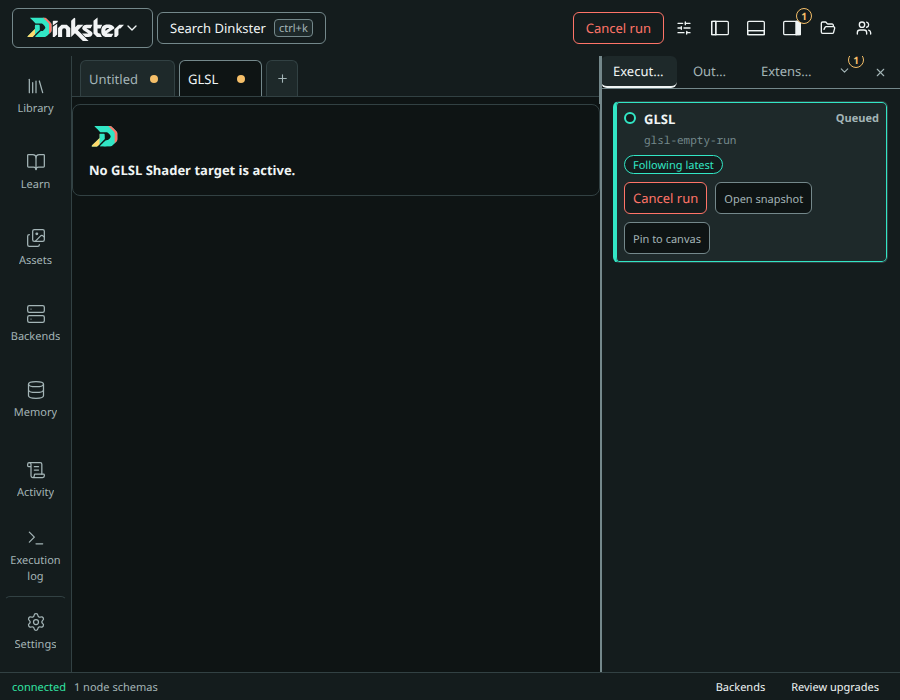 Dinkster
Search Dinkster ctrl+k
Cancel run
1
Library
Learn
Assets
Backends
Memory
Activity
Execution
log
Settings
Untitled
GLSL
+
No GLSL Shader target is active.
Execut...
Out...
Extens...
1
GLSL
Queued
glsl-empty-run
Following latest
Cancel run
Open snapshot
Pin to canvas
connected
1 node schemas
Backends
Review upgrades